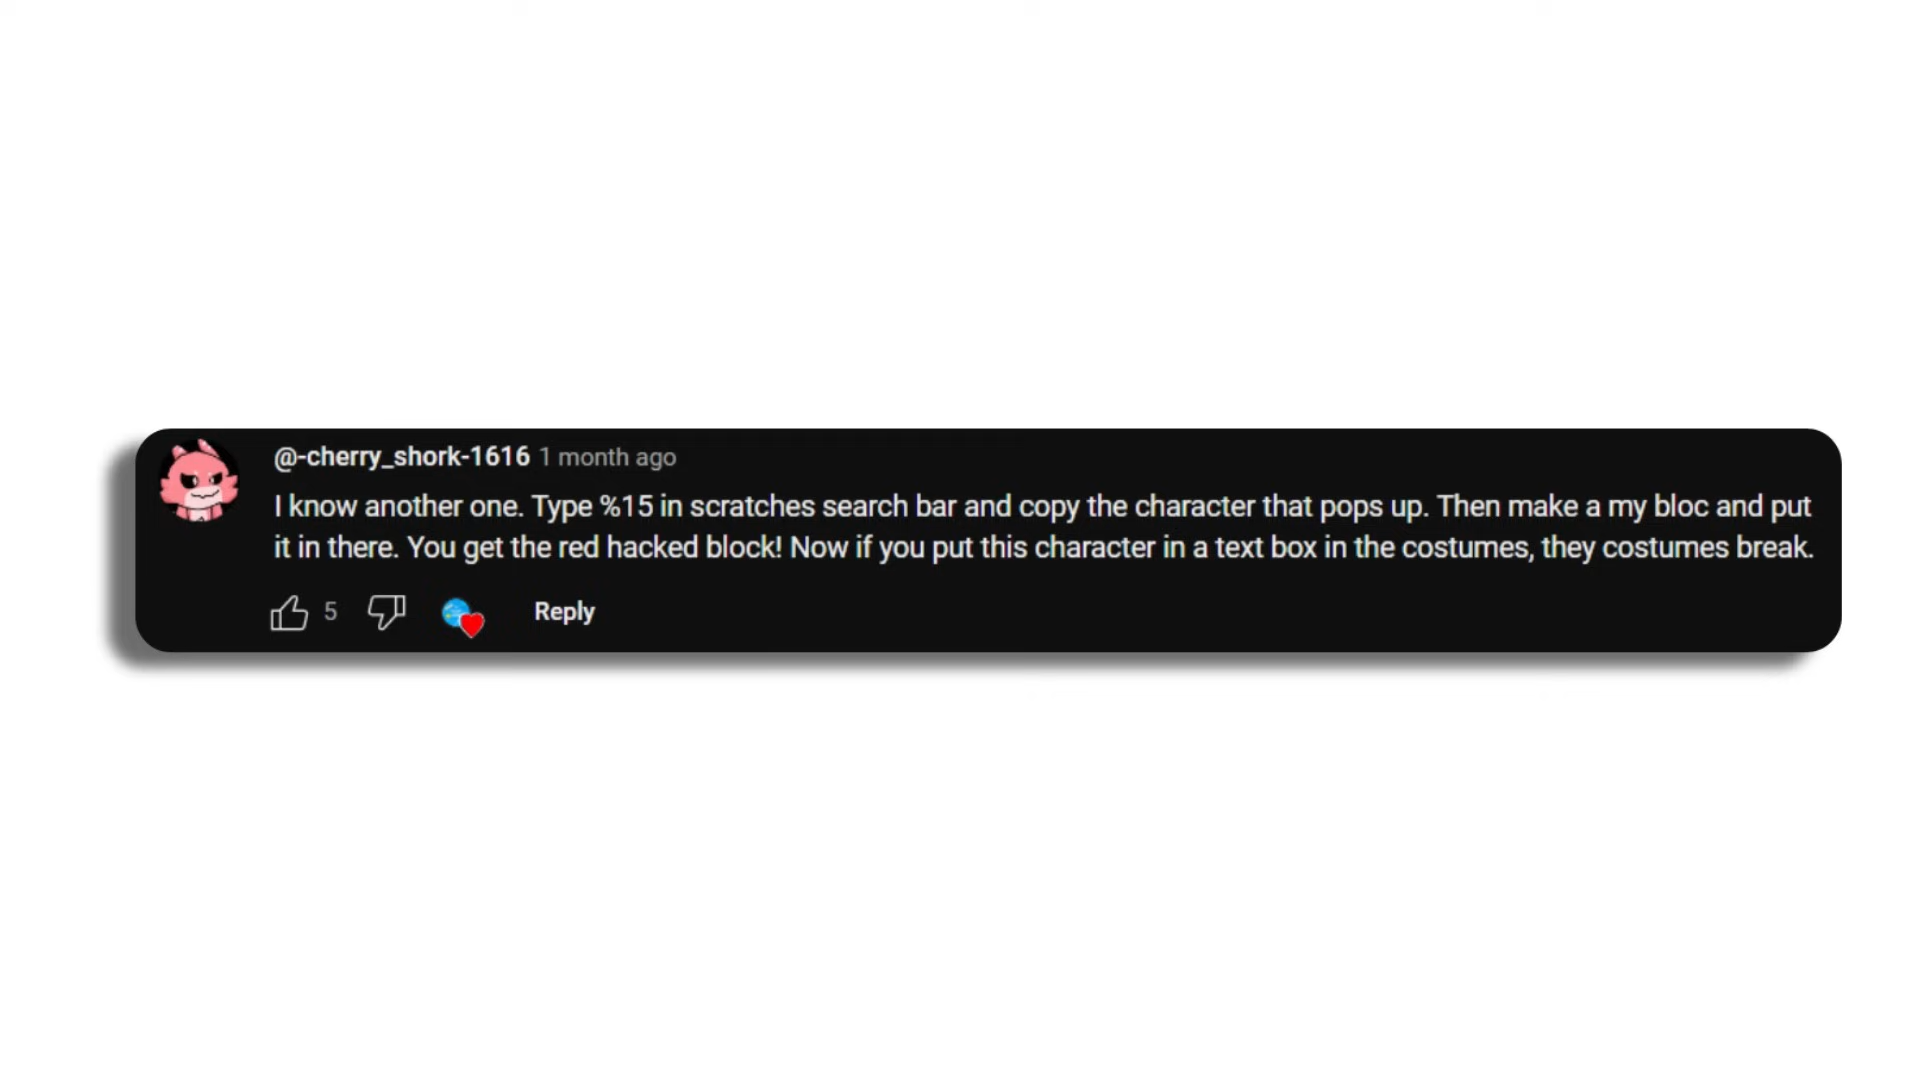 @-cherry_shork-1616 1 month ago
I know another one. Type %15 in scratches search bar and copy the character that pops up. Then make a my bloc and put
it in there. You get the red hacked block! Now if you put this character in a text box in the costumes, they costumes break.
5 Reply